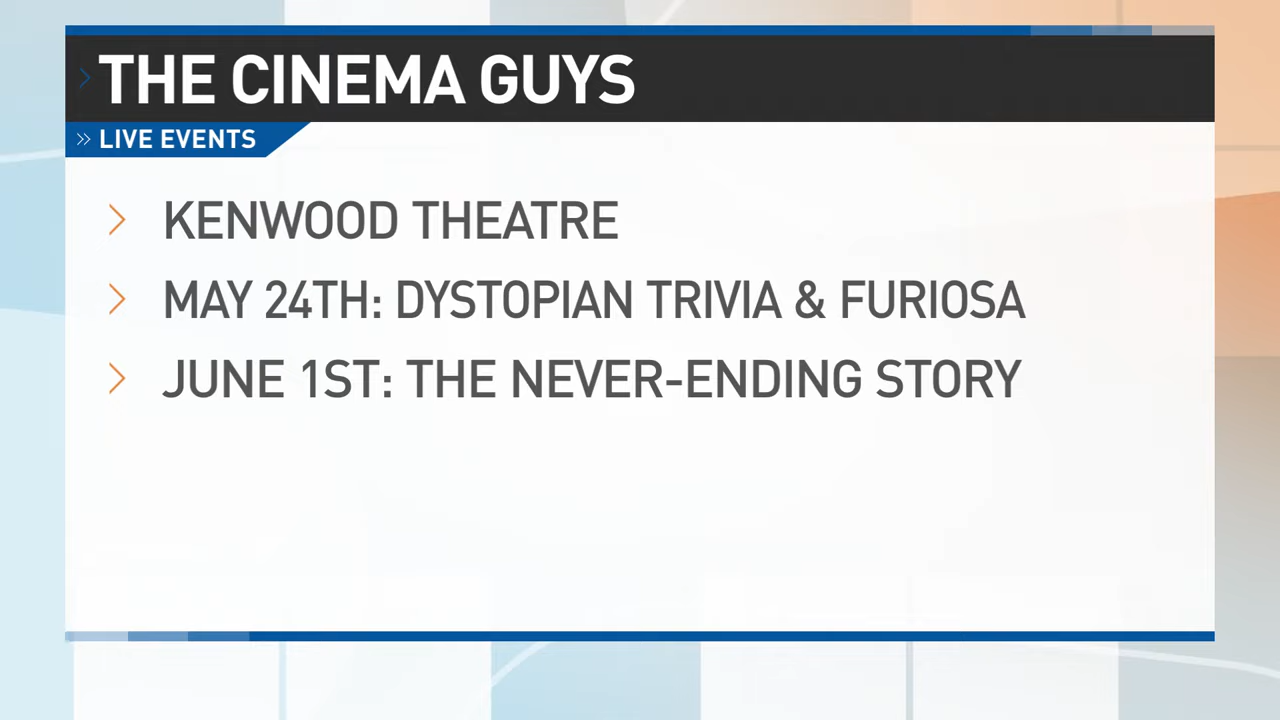 THE CINEMA GUYS
LIVE EVENTS
KENWOOD THEATRE
MAY 24TH: DYSTOPIAN TRIVIA & FURIOSA
JUNE 1ST: THE NEVER-ENDING STORY